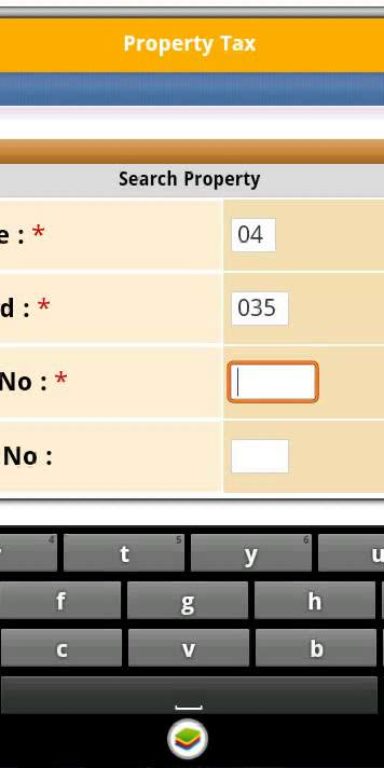 Property Tax
Search Property
e : * 04
d : * 035
No : *
No :
4 t 5 y 6 u
f g h
c v b